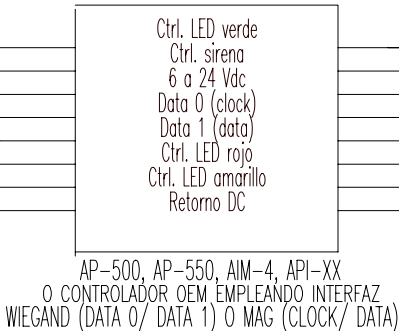 Ctrl. LED verde
Ctrl. sirena
6 a 24 Vdc
Data 0 (clock)
Data 1 (data)
Ctrl. LED rojo
Ctrl. LED amarillo
Retorno DC
AP-500, AP-550, AIM-4, API-XX
O CONTROLADOR OEM EMPLEANDO INTERFAZ
WIEGAND (DATA 0/ DATA 1) O MAG (CLOCK/ DATA)